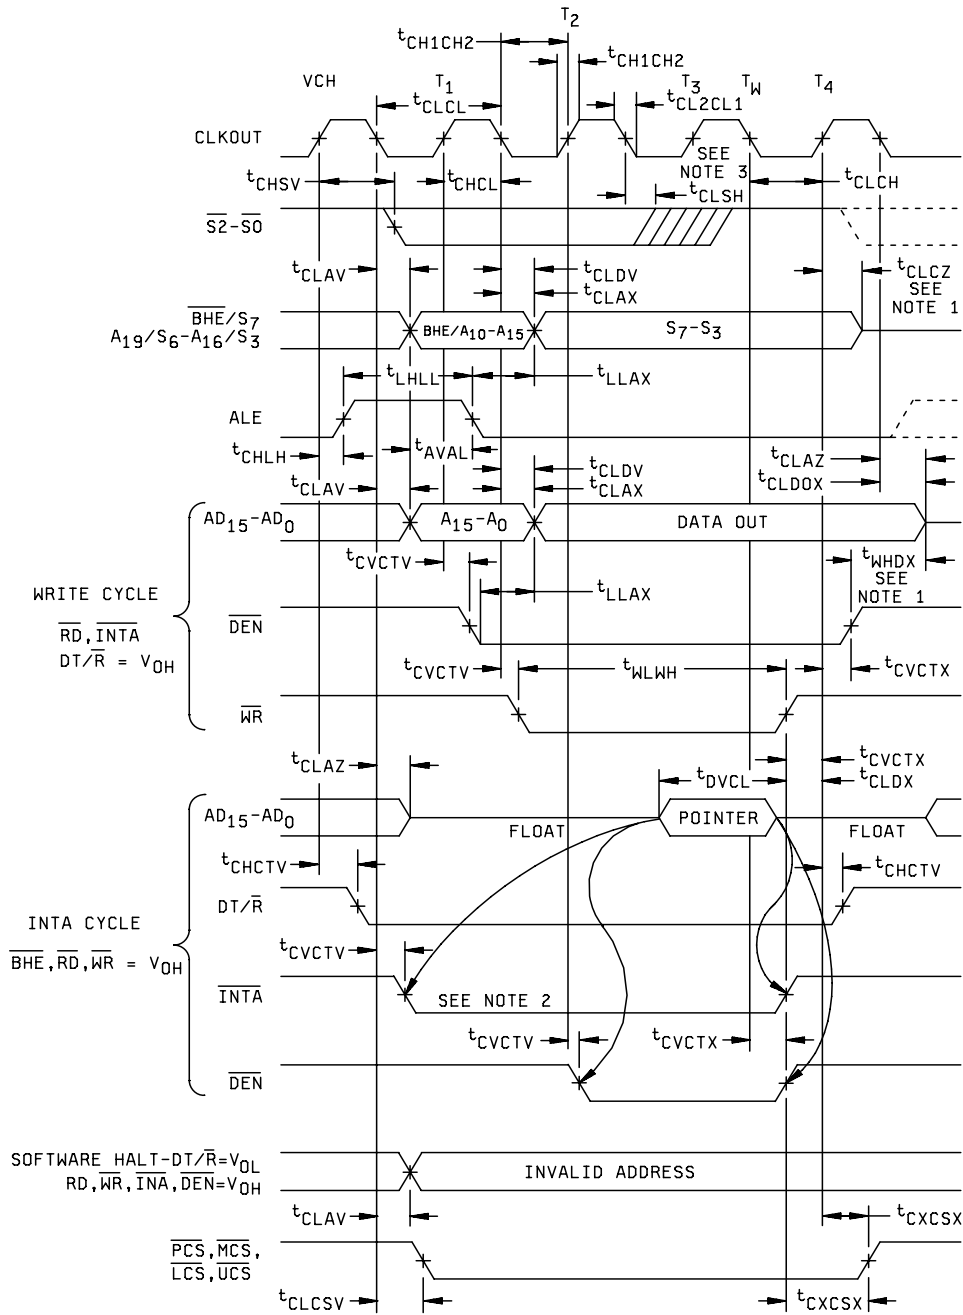 T2
tCH1CH2
tCH1CH2
VCH
T1
T3
TW
T4
tCLCL
tCL2CL1
CLKOUT
SEE
NOTE 3
tCHSV
tCHCL
tCLCH
tCLSH
S2-S0
tCLAV
tCLDV
tCLCZ
tCLAX
SEE
NOTE 1
BHE/S7
A19/S6-A16/S3
BHE/A10-A15
S7-S3
tLHLL
tLLAX
ALE
tCHLH
tAVAL
tCLAZ
tCLDV
tCLDOX
tCLAV
tCLAX
AD15-AD0
A15-A0
DATA OUT
tCVCTV
tWHDX
SEE
NOTE 1
tLLAX
WRITE CYCLE
RD,INTA
DT/R = VOH
DEN
tCVCTV
tWLWH
tCVCTX
WR
tCLAZ
tCVCTX
tDVCL
tCLDX
AD15-AD0
FLOAT
POINTER
FLOAT
tCHCTV
tCHCTV
DT/R
INTA CYCLE
BHE,RD,WR = VOH
tCVCTV
INTA
SEE NOTE 2
tCVCTV
tCVCTX
DEN
SOFTWARE HALT-DT/R=VOL
RD,WR,INA,DEN=VOH
INVALID ADDRESS
tCLAV
tCXCSX
PCS,MCS,
LCS,UCS
tCLCSV
tCXCSX